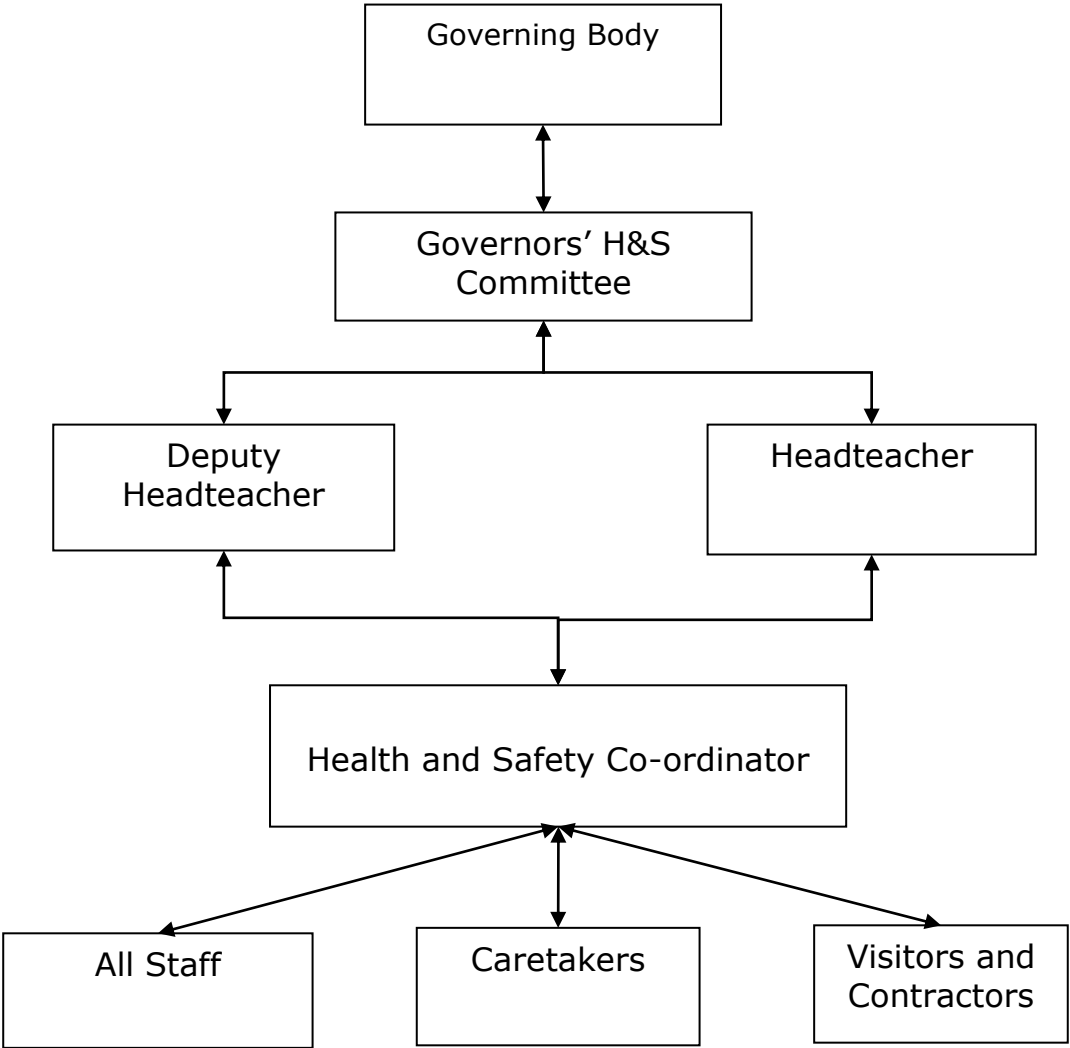 Governing Body
Governors’ H&S
Committee
Deputy
Headteacher
Headteacher
Health and Safety Co-ordinator
All Staff
Caretakers
Visitors and
Contractors